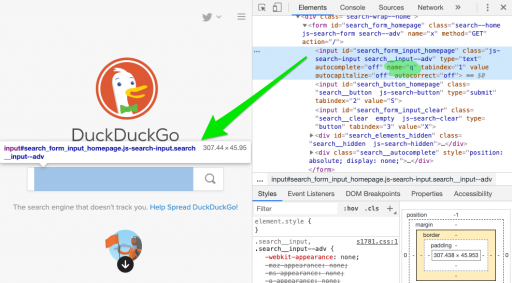 DuckDuckGo
input#search_form_input_homepage.js-search-input.search
__input--adv
307.44 × 45.95
The search engine that doesn't track you. Help Spread DuckDuckGo!
Elements
Console
Sources
<div class="search-wrap--home">
<form id="search_form_homepage" class="search--home
js-search-form search--adv" name="x" method="GET"
action="/">
<input id="search_form_input_homepage" class="js-
search-input search__input--adv" type="text"
autocomplete="off" name="q" tabindex="1" value
autocapitalize="off" autocorrect="off"> == $0
<input id="search_button_homepage" class=
"search__button js-search-button" type="submit"
tabindex="2" value="S">
<input id="search_form_input_clear" class=
"search__clear empty js-search-clear" type=
"button" tabindex="3" value="X">
<div id="search_elements_hidden" class=
"search__hidden js-search-hidden">…</div>
<div class="search__autocomplete" style="position:
absolute; display: none;">…</div>
</form>
input#search_form_input_homepage.js-search-input.search__input--adv
Styles
Event Listeners
DOM Breakpoints
Properties
Accessibility
Filter
:hov .cls +
element.style {
}
.search__input, s1781.css:1
.search__input--adv {
-webkit-appearance: none;
-moz-appearance: none;
-ms-appearance: none;
-o-appearance: none;
position -1
margin -
border -
padding -
307.438 × 45.953